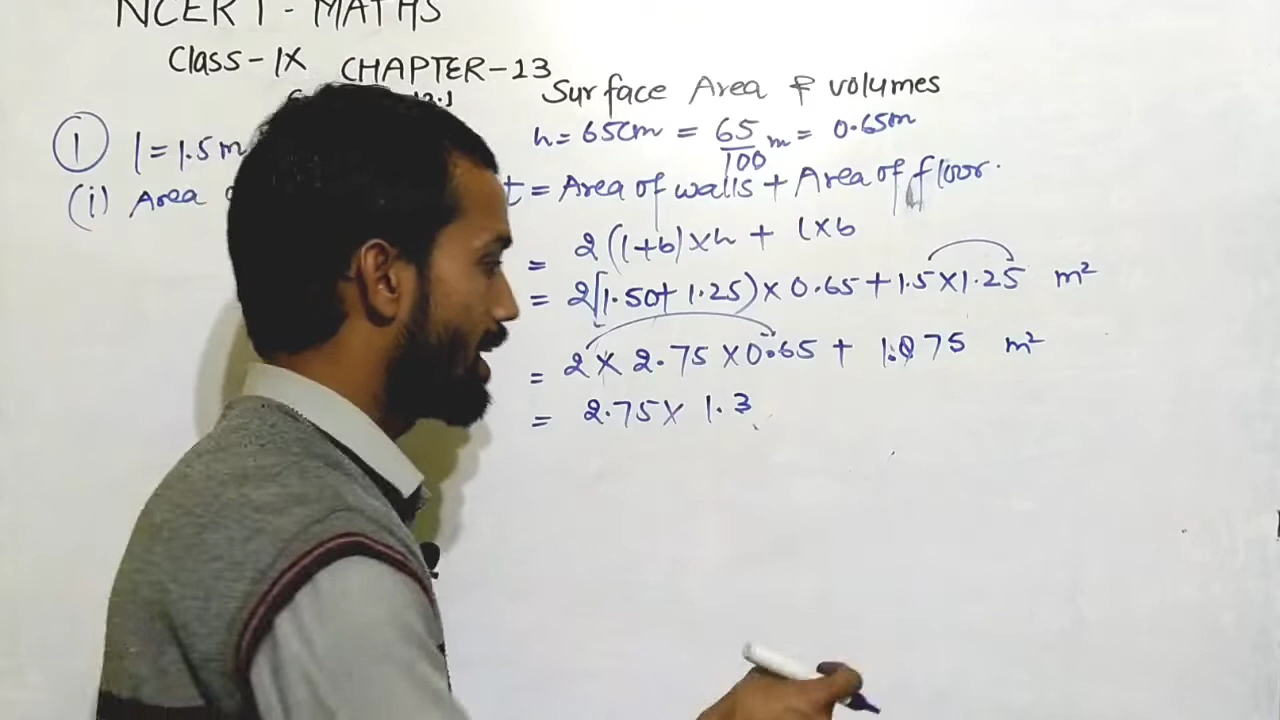 NCERT - MATHS
Class - IX CHAPTER - 13
Surface Area & volumes
① l = 1.5m h = 65cm = 65/100 m = 0.65m
(i) Area t = Area of walls + Area of floor.
= 2(l+b)×h + l×b
= 2(1.50+1.25)×0.65+1.5×1.25 m²
= 2×2.75×0.65+ 1.875 m²
= 2.75× 1.3